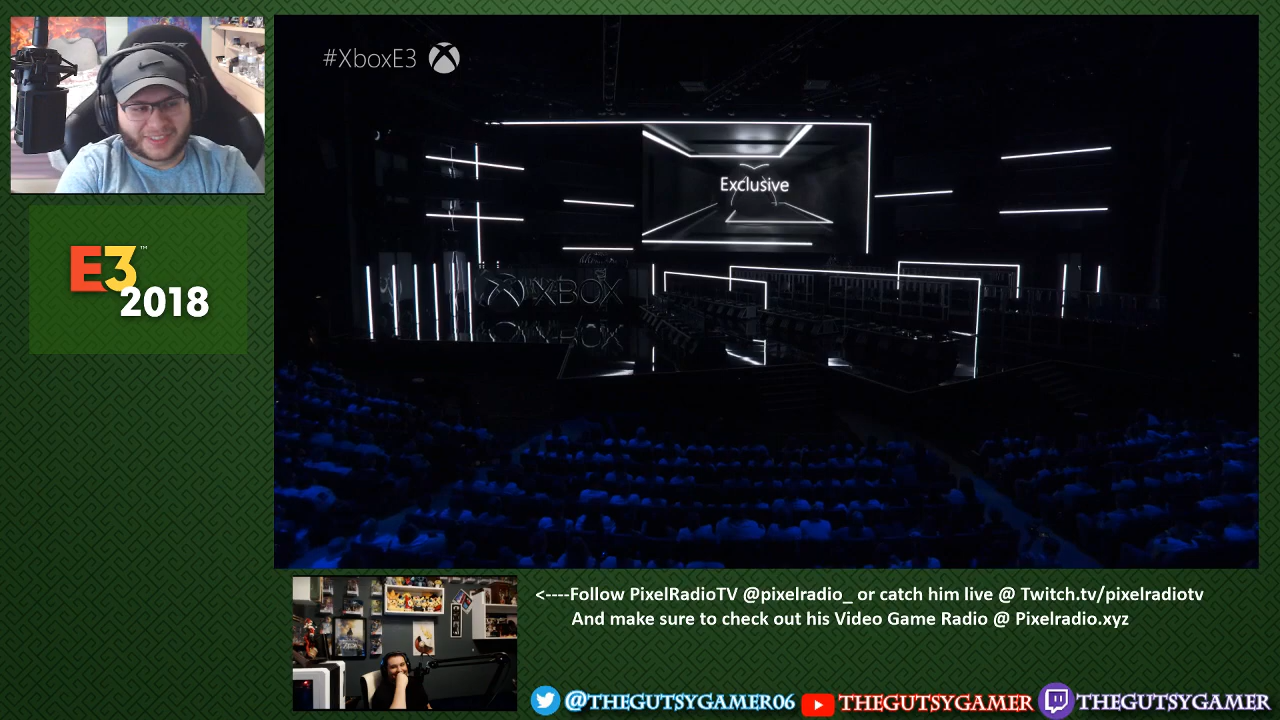 #XboxE3
Exclusive
XBOX
E3™
2018
<----Follow PixelRadioTV @pixelradio_ or catch him live @ Twitch.tv/pixelradiotv
And make sure to check out his Video Game Radio @ Pixelradio.xyz
@THEGUTSYGAMER06 THEGUTSYGAMER THEGUTSYGAMER